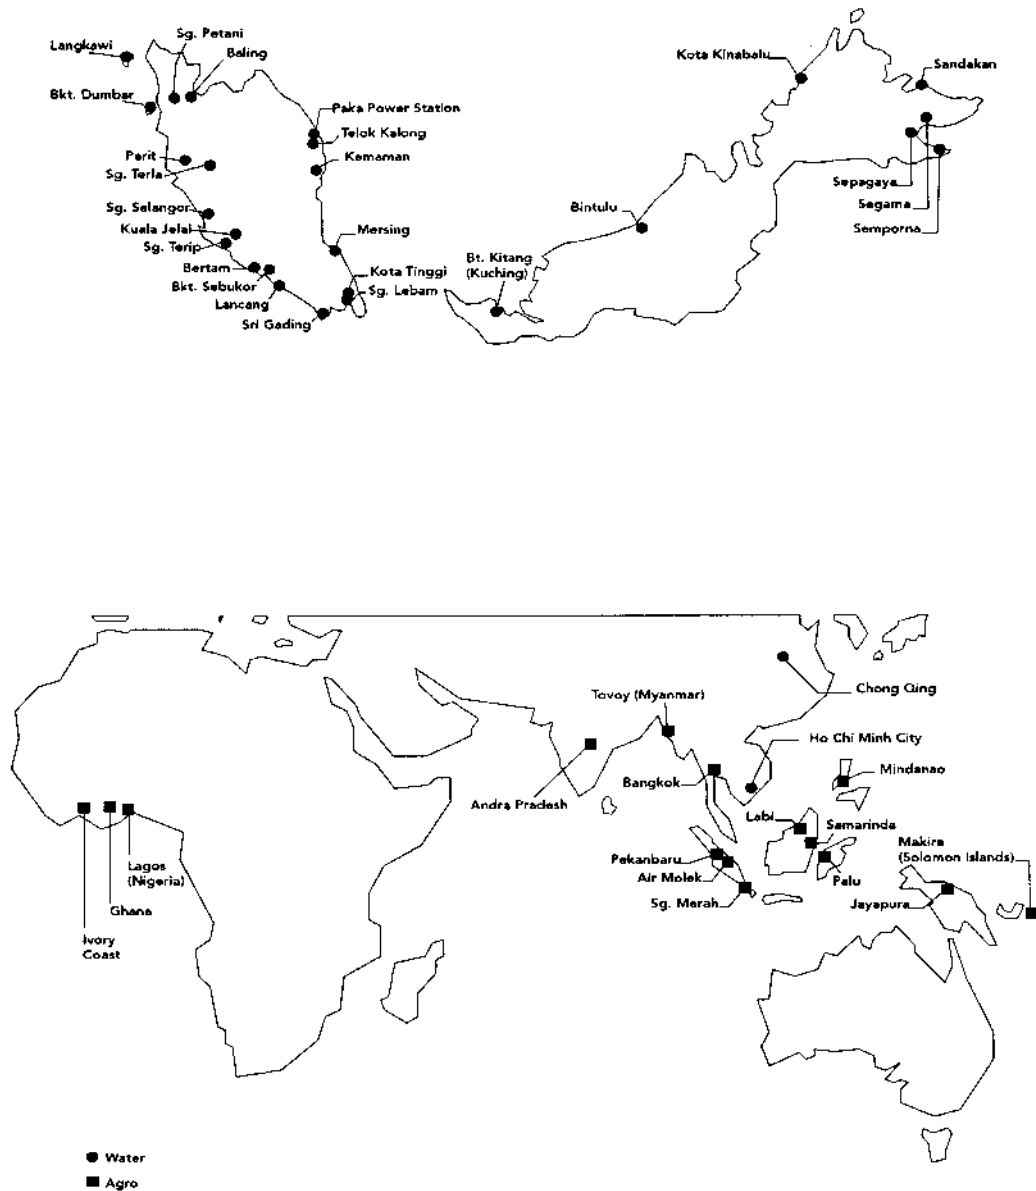 Langkawi
Sg. Petani
Baling
Bkt. Dumbar
Paka Power Station
Telok Kalong
Kemaman
Parit
Sg. Terla
Sg. Selangor
Kuala Jelai
Sg. Terip
Bertam
Bkt. Sebukor
Lancang
Sri Gading
Mersing
Kota Tinggi
Sg. Lebam
Kota Kinabalu
Sandakan
Sepagaya
Segama
Semporna
Bintulu
Bt. Kitang
(Kuching)
Chong Qing
Tovoy (Myanmar)
Ho Chi Minh City
Bangkok
Mindanao
Andra Pradesh
Labi
Samarinda
Makira
(Solomon Islands)
Pekanbaru
Air Molek
Palu
Sg. Merah
Jayapura
Lagos
(Nigeria)
Ghana
Ivory
Coast
Water
Agro